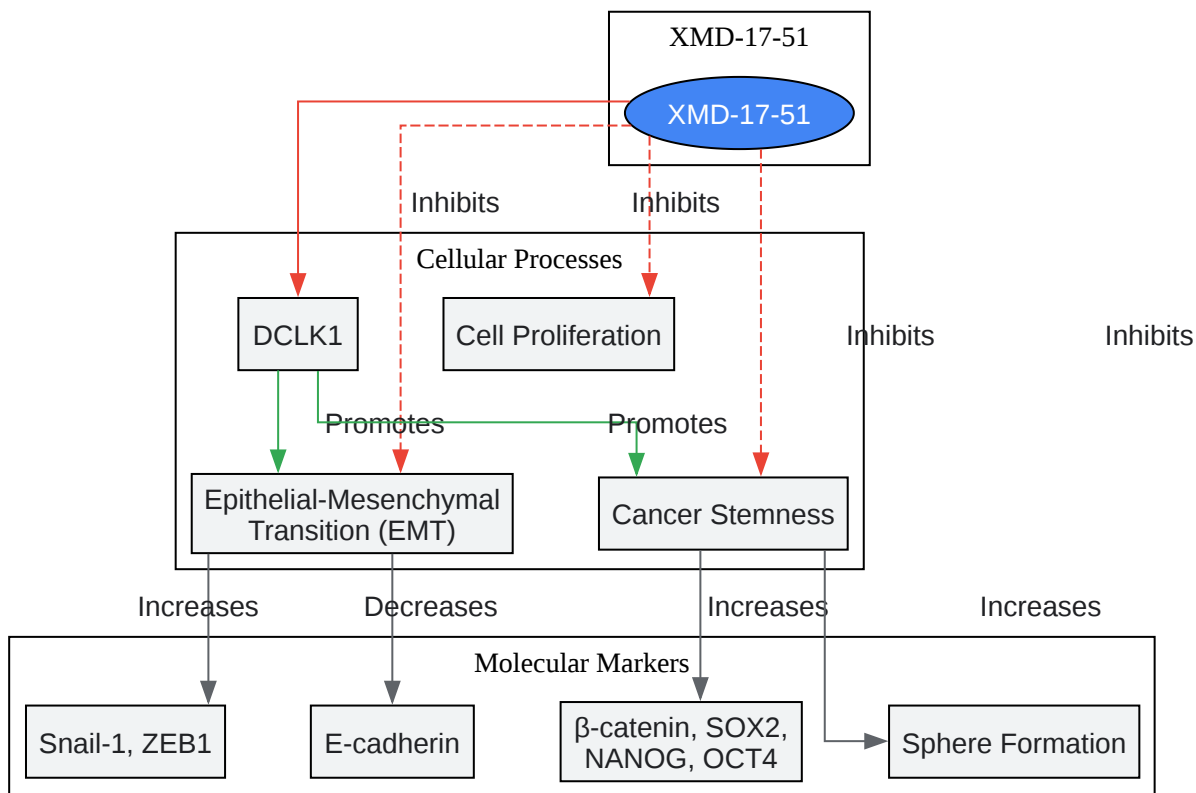 XMD-17-51
XMD-17-51
Inhibits
Inhibits
Cellular Processes
DCLK1
Cell Proliferation
Inhibits
Inhibits
Promotes
Promotes
Epithelial-Mesenchymal
Transition (EMT)
Cancer Stemness
Increases
Decreases
Increases
Increases
Molecular Markers
Snail-1, ZEB1
E-cadherin
β-catenin, SOX2,
NANOG, OCT4
Sphere Formation